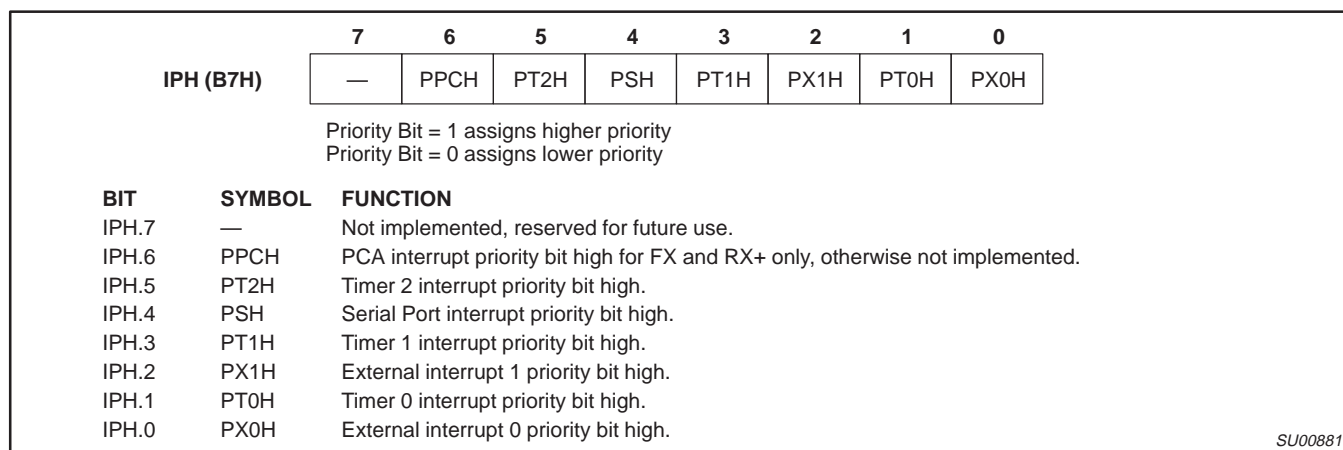 7 6 5 4 3 2 1 0
IPH (B7H) — PPCH PT2H PSH PT1H PX1H PT0H PX0H
Priority Bit = 1 assigns higher priority
Priority Bit = 0 assigns lower priority
BIT SYMBOL FUNCTION
IPH.7 — Not implemented, reserved for future use.
IPH.6 PPCH PCA interrupt priority bit high for FX and RX+ only, otherwise not implemented.
IPH.5 PT2H Timer 2 interrupt priority bit high.
IPH.4 PSH Serial Port interrupt priority bit high.
IPH.3 PT1H Timer 1 interrupt priority bit high.
IPH.2 PX1H External interrupt 1 priority bit high.
IPH.1 PT0H Timer 0 interrupt priority bit high.
IPH.0 PX0H External interrupt 0 priority bit high.
SU00881